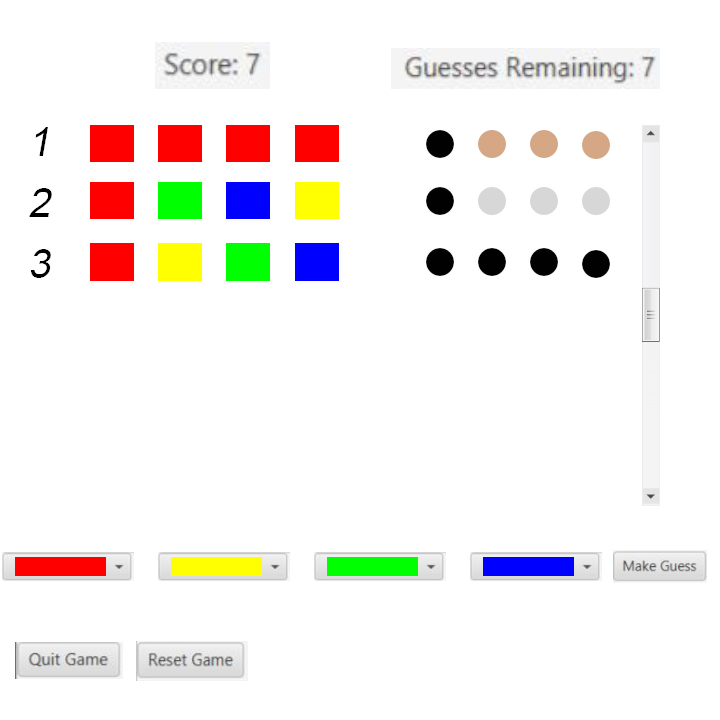 Score: 7
Guesses Remaining: 7
1
2
3
Make Guess
Quit Game
Reset Game